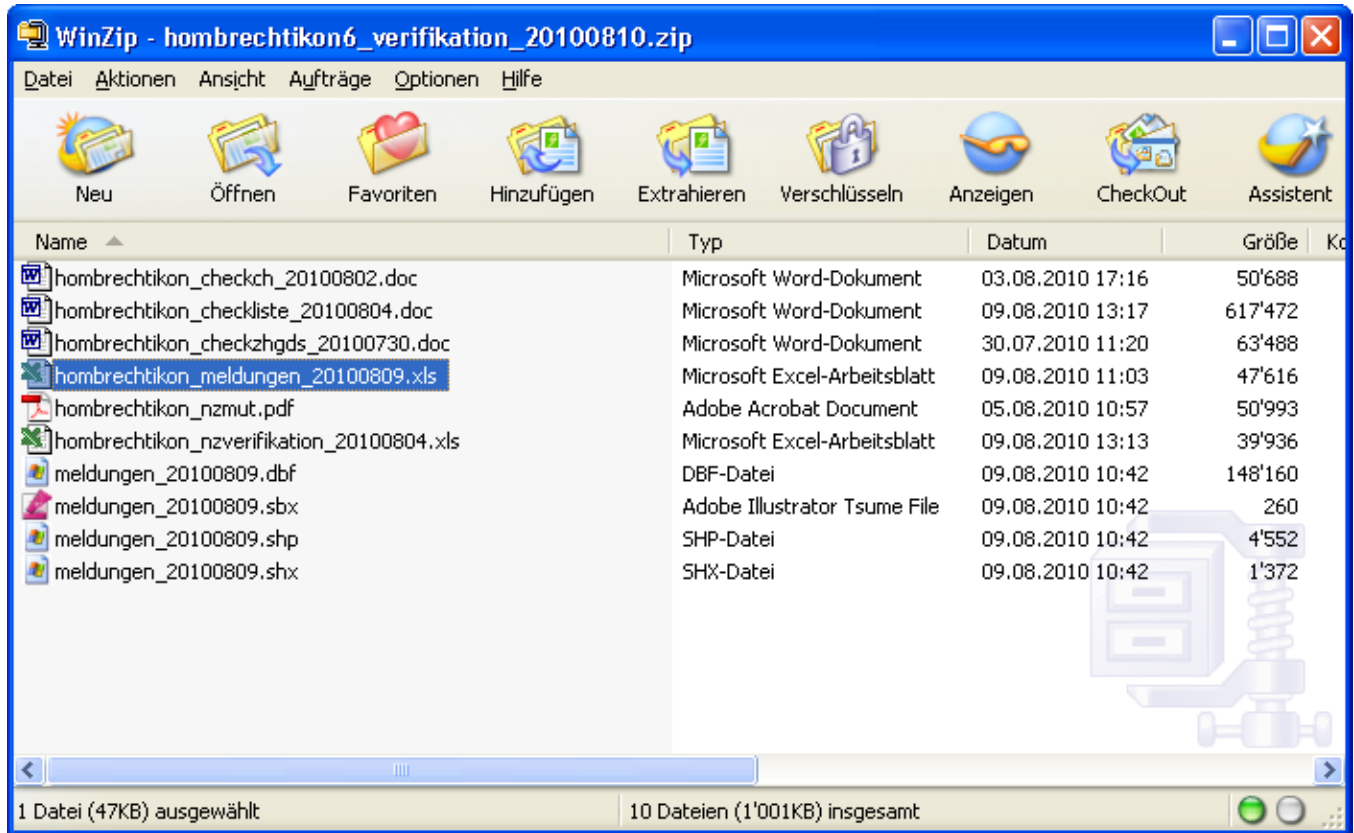 WinZip - hombrechtikon6_verifikation_20100810.zip
Datei Aktionen Ansicht Aufträge Optionen Hilfe
Neu Öffnen Favoriten Hinzufügen Extrahieren Verschlüsseln Anzeigen CheckOut Assistent
Name Typ Datum Größe Ko
hombrechtikon_checkch_20100802.doc Microsoft Word-Dokument 03.08.2010 17:16 50'688
hombrechtikon_checkliste_20100804.doc Microsoft Word-Dokument 09.08.2010 13:17 617'472
hombrechtikon_checkzhgds_20100730.doc Microsoft Word-Dokument 30.07.2010 11:20 63'488
hombrechtikon_meldungen_20100809.xls Microsoft Excel-Arbeitsblatt 09.08.2010 11:03 47'616
hombrechtikon_nzmut.pdf Adobe Acrobat Document 05.08.2010 10:57 50'993
hombrechtikon_nzverifikation_20100804.xls Microsoft Excel-Arbeitsblatt 09.08.2010 13:13 39'936
meldungen_20100809.dbf DBF-Datei 09.08.2010 10:42 148'160
meldungen_20100809.sbx Adobe Illustrator Tsume File 09.08.2010 10:42 260
meldungen_20100809.shp SHP-Datei 09.08.2010 10:42 4'552
meldungen_20100809.shx SHX-Datei 09.08.2010 10:42 1'372
1 Datei (47KB) ausgewählt 10 Dateien (1'001KB) insgesamt